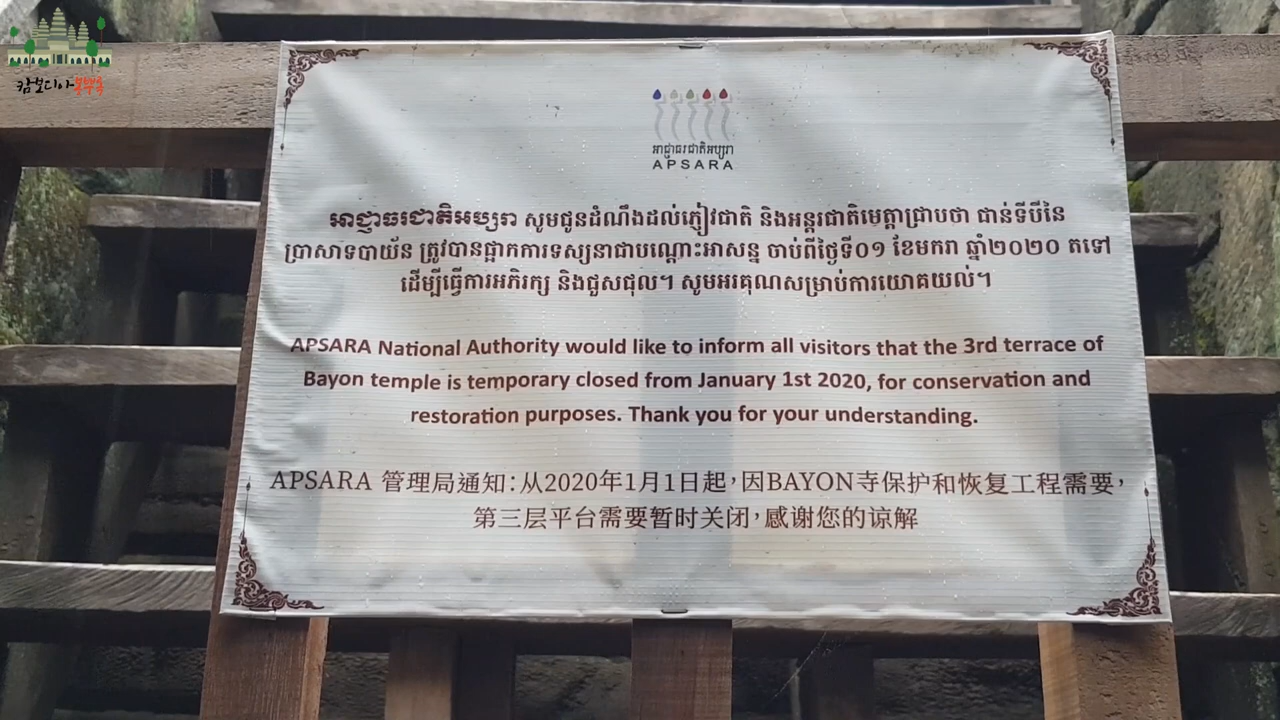 캄보디아북뿍
អាជ្ញាធរជាតិអប្សរា
APSARA
អាជ្ញាធរជាតិអប្សរា សូមជូនដំណឹងដល់ភ្ញៀវជាតិ និងអន្តរជាតិមេត្តាជ្រាបថា ជាន់ទីបីនៃ
ប្រាសាទបាយ័ន ត្រូវបានផ្អាកការទស្សនាជាបណ្តោះអាសន្ន ចាប់ពីថ្ងៃទី០១ ខែមករា ឆ្នាំ២០២០ តទៅ
ដើម្បីធ្វើការអភិរក្ស និងជួសជុល។ សូមអរគុណសម្រាប់ការយោគយល់។
APSARA National Authority would like to inform all visitors that the 3rd terrace of
Bayon temple is temporary closed from January 1st 2020, for conservation and
restoration purposes. Thank you for your understanding.
APSARA 管理局通知：从2020年1月1日起，因BAYON寺保护和恢复工程需要，
第三层平台需要暂时关闭，感谢您的谅解